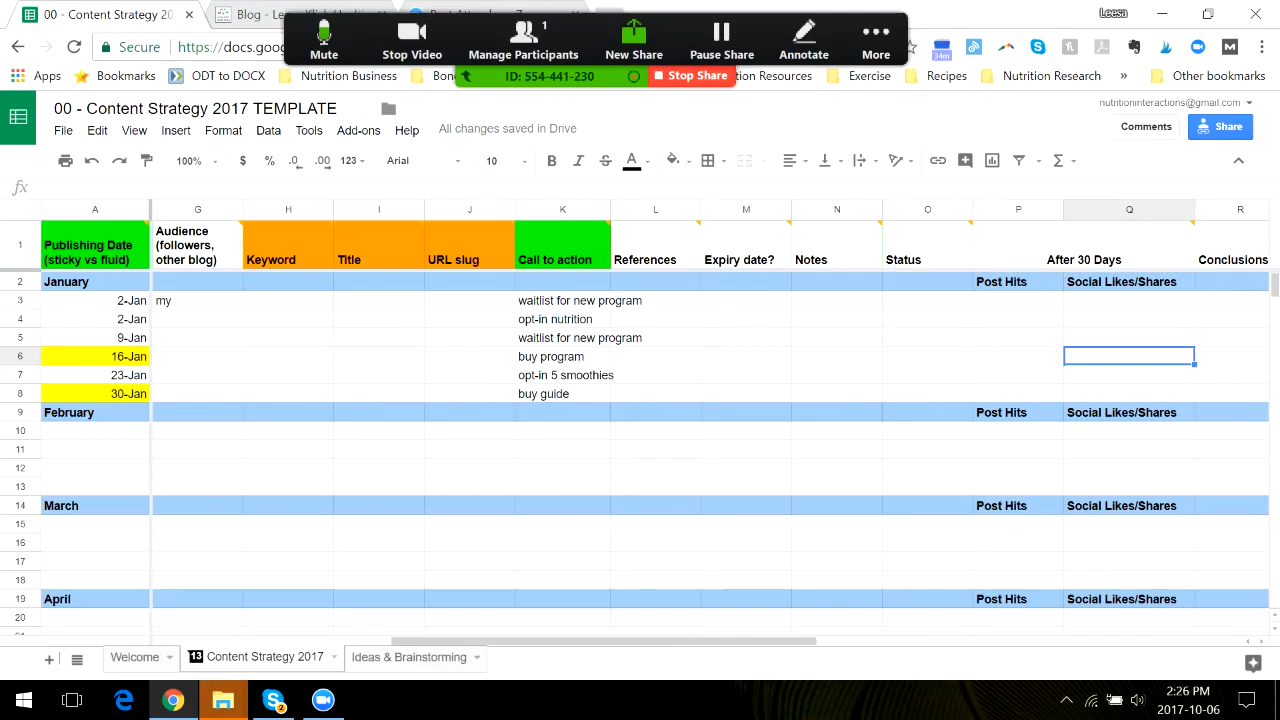 00 - Content Strategy 20
Blog - Lee
Leesa
Mute
Stop Video
1
Manage Participants
New Share
Pause Share
Annotate
More
Secure
https://docs.goog
34m
ID: 554-441-230
Stop Share
Apps
Bookmarks
ODT to DOCX
Nutrition Business
Bon
Resources
Exercise
Recipes
Nutrition Research
»
Other bookmarks
00 - Content Strategy 2017 TEMPLATE
nutritioninteractions@gmail.com
File Edit View Insert Format Data Tools Add-ons Help
All changes saved in Drive
Comments
Share
100% $ % .0 .00 123 Arial 10 B I S A Σ
fx
A G H I J K L M N O P Q R
1 Publishing Date (sticky vs fluid) Audience (followers, other blog) Keyword Title URL slug Call to action References Expiry date? Notes Status After 30 Days Conclusions
2 January Post Hits Social Likes/Shares
3 2-Jan my waitlist for new program
4 2-Jan opt-in nutrition
5 9-Jan waitlist for new program
6 16-Jan buy program
7 23-Jan opt-in 5 smoothies
8 30-Jan buy guide
9 February Post Hits Social Likes/Shares
10
11
12
13
14 March Post Hits Social Likes/Shares
15
16
17
18
19 April Post Hits Social Likes/Shares
20
Welcome
13 Content Strategy 2017
Ideas & Brainstorming
2
2:26 PM
2017-10-06